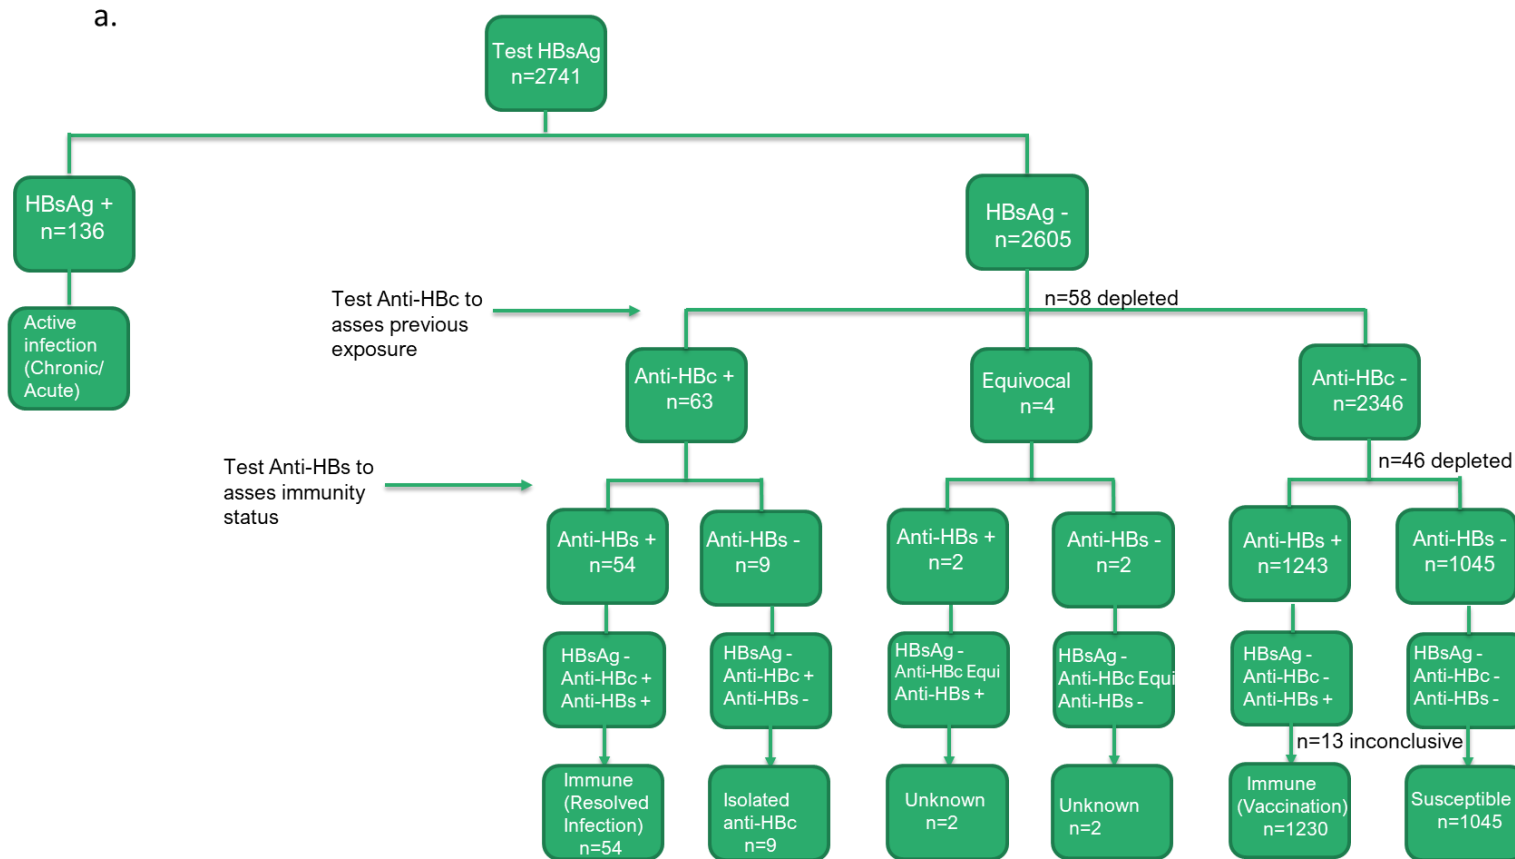 a.
Test HBsAg
n=2741
HBsAg +
n=136
HBsAg -
n=2605
Active
infection
(Chronic/
Acute)
Test Anti-HBc to
asses previous
exposure
n=58 depleted
Anti-HBc +
n=63
Equivocal
n=4
Anti-HBc -
n=2346
Test Anti-HBs to
asses immunity
status
n=46 depleted
Anti-HBs +
n=54
Anti-HBs -
n=9
Anti-HBs +
n=2
Anti-HBs -
n=2
Anti-HBs +
n=1243
Anti-HBs -
n=1045
HBsAg -
Anti-HBc +
Anti-HBs +
HBsAg -
Anti-HBc +
Anti-HBs -
HBsAg -
Anti-HBc Equi
Anti-HBs +
HBsAg -
Anti-HBc Equi
Anti-HBs -
HBsAg -
Anti-HBc -
Anti-HBs +
HBsAg -
Anti-HBc -
Anti-HBs -
n=13 inconclusive
Immune
(Resolved
Infection)
n=54
Isolated
anti-HBc
n=9
Unknown
n=2
Unknown
n=2
Immune
(Vaccination)
n=1230
Susceptible
n=1045